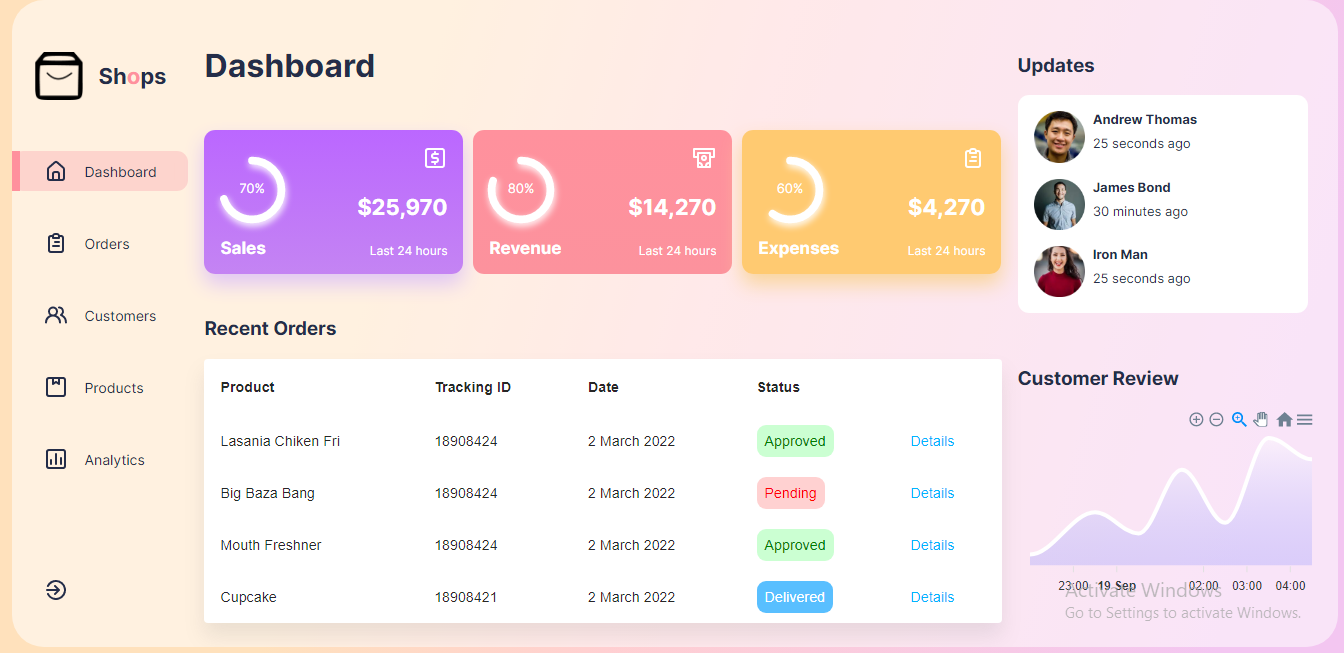 Shops
Dashboard
Orders
Customers
Products
Analytics
Dashboard
70%
$25,970
Sales
Last 24 hours
80%
$14,270
Revenue
Last 24 hours
60%
$4,270
Expenses
Last 24 hours
Recent Orders
Product Tracking ID Date Status
Lasania Chiken Fri 18908424 2 March 2022 Approved Details
Big Baza Bang 18908424 2 March 2022 Pending Details
Mouth Freshner 18908424 2 March 2022 Approved Details
Cupcake 18908421 2 March 2022 Delivered Details
Updates
Andrew Thomas
25 seconds ago
James Bond
30 minutes ago
Iron Man
25 seconds ago
Customer Review
23:00 19 Sep 02:00 03:00 04:00
Activate Windows
Go to Settings to activate Windows.